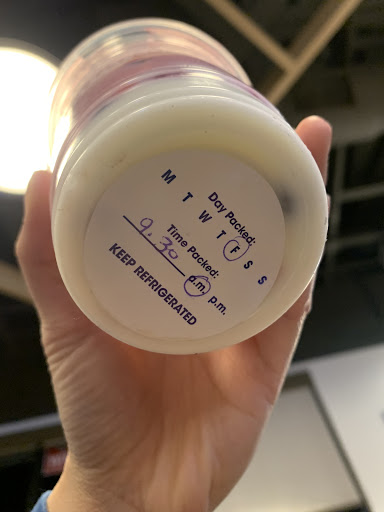 Day Packed:
M T W T F S S
Time Packed:
9.30 a.m. p.m.
KEEP REFRIGERATED